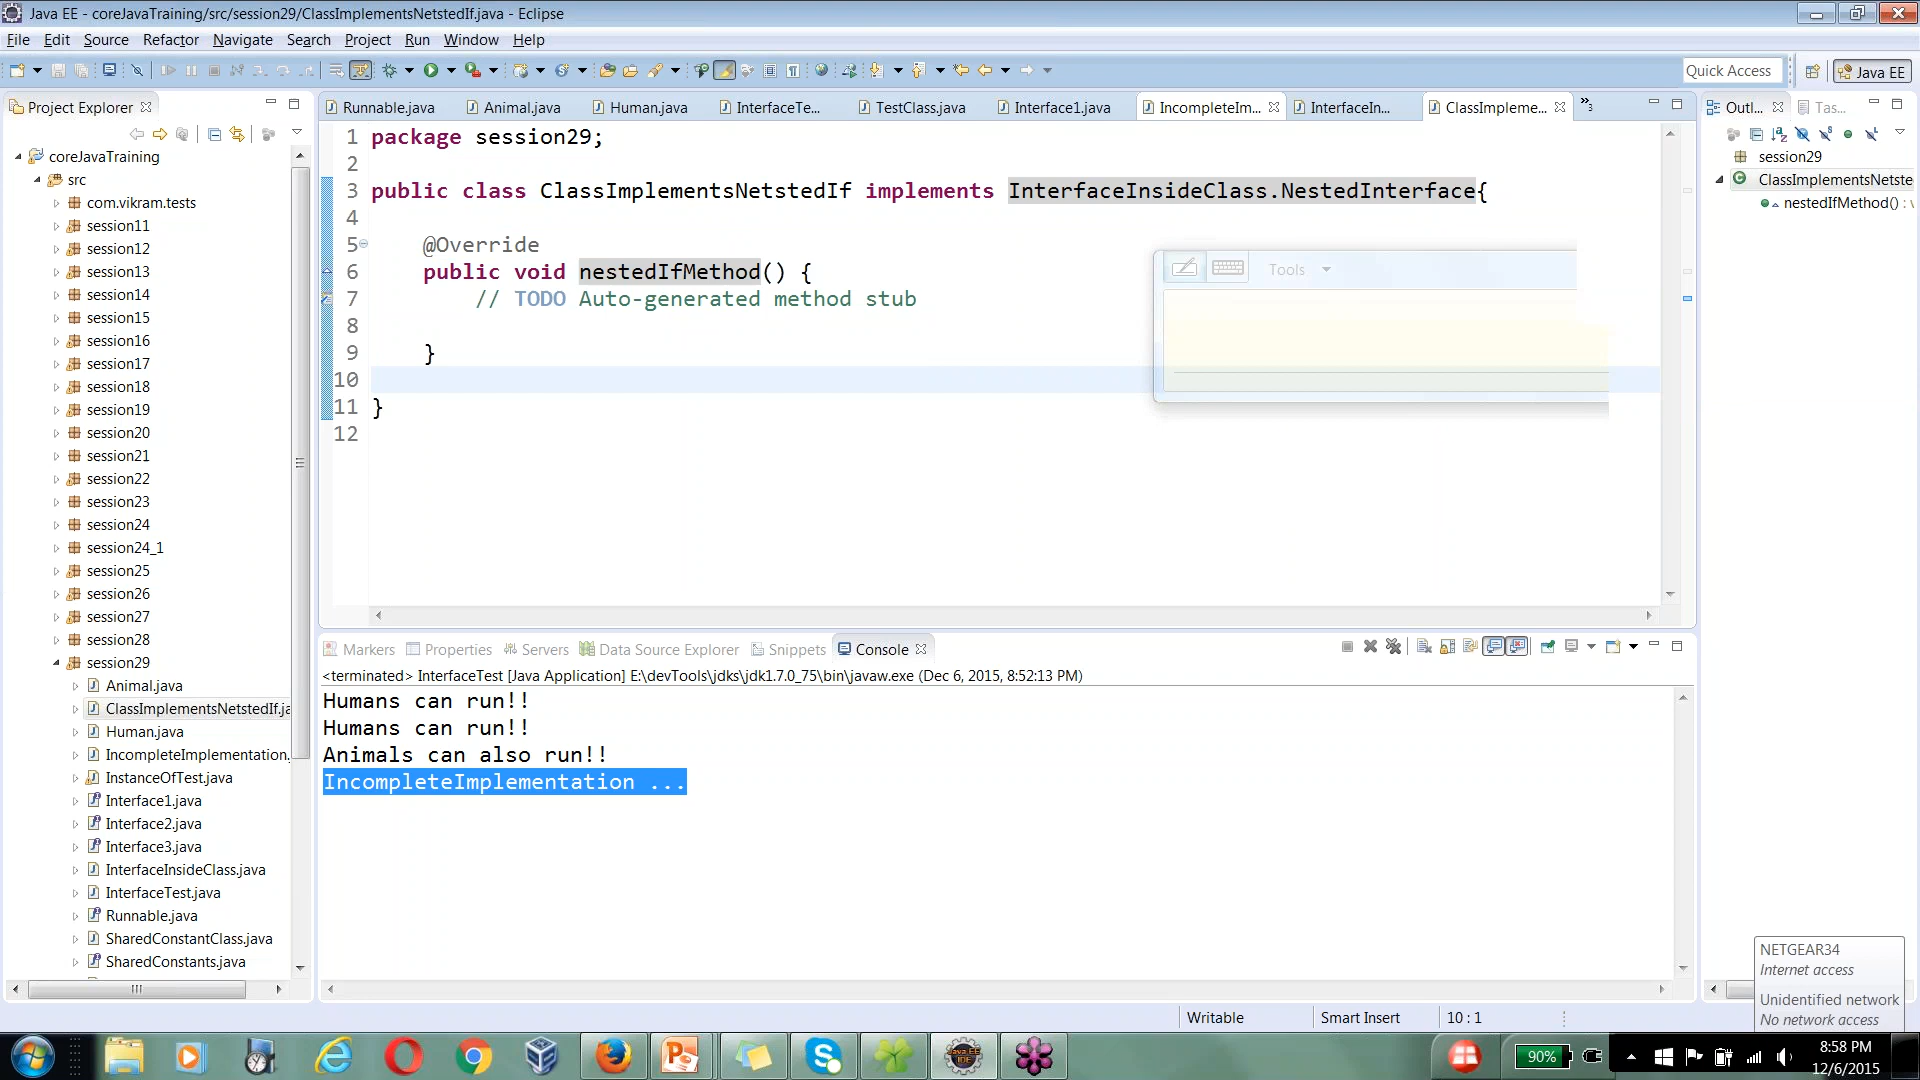 Java EE - coreJavaTraining/src/session29/ClassImplementsNetstedIf.java - Eclipse
File Edit Source Refactor Navigate Search Project Run Window Help
Quick Access
Java EE
Project Explorer
coreJavaTraining
src
com.vikram.tests
session11
session12
session13
session14
session15
session16
session17
session18
session19
session20
session21
session22
session23
session24
session24_1
session25
session26
session27
session28
session29
Animal.java
ClassImplementsNetstedIf.ja
Human.java
IncompleteImplementation.
InstanceOfTest.java
Interface1.java
Interface2.java
Interface3.java
InterfaceInsideClass.java
InterfaceTest.java
Runnable.java
SharedConstantClass.java
SharedConstants.java
Runnable.java Animal.java Human.java InterfaceTe... TestClass.java Interface1.java IncompleteIm... InterfaceIn... ClassImpleme... »3
1 package session29;
2
3 public class ClassImplementsNetstedIf implements InterfaceInsideClass.NestedInterface{
4
5 @Override
6 public void nestedIfMethod() {
7 // TODO Auto-generated method stub
8
9 }
10
11 }
12
Tools
Markers Properties Servers Data Source Explorer Snippets Console
<terminated> InterfaceTest [Java Application] E:\devTools\jdks\jdk1.7.0_75\bin\javaw.exe (Dec 6, 2015, 8:52:13 PM)
Humans can run!!
Humans can run!!
Animals can also run!!
IncompleteImplementation ...
Outl... Tas...
session29
ClassImplementsNetste
nestedIfMethod() :
NETGEAR34
Internet access
Unidentified network
No network access
Writable Smart Insert 10 : 1
90%
8:58 PM
12/6/2015